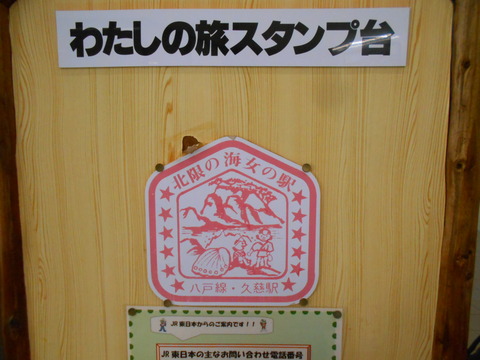 わたしの旅スタンプ台
北限の海女の駅
八戸線・久慈駅
JR東日本からのご案内です！！
JR東日本の主なお問い合わせ電話番号